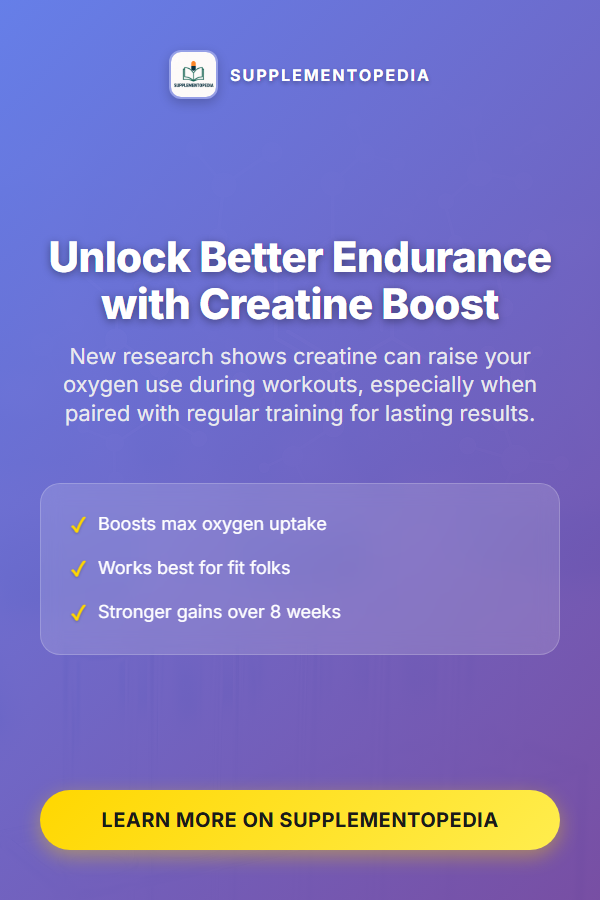 SUPPLEMENTOPEDIA
SUPPLEMENTOPEDIA
Unlock Better Endurance
with Creatine Boost
New research shows creatine can raise your
oxygen use during workouts, especially when
paired with regular training for lasting results.
✓ Boosts max oxygen uptake
✓ Works best for fit folks
✓ Stronger gains over 8 weeks
LEARN MORE ON SUPPLEMENTOPEDIA